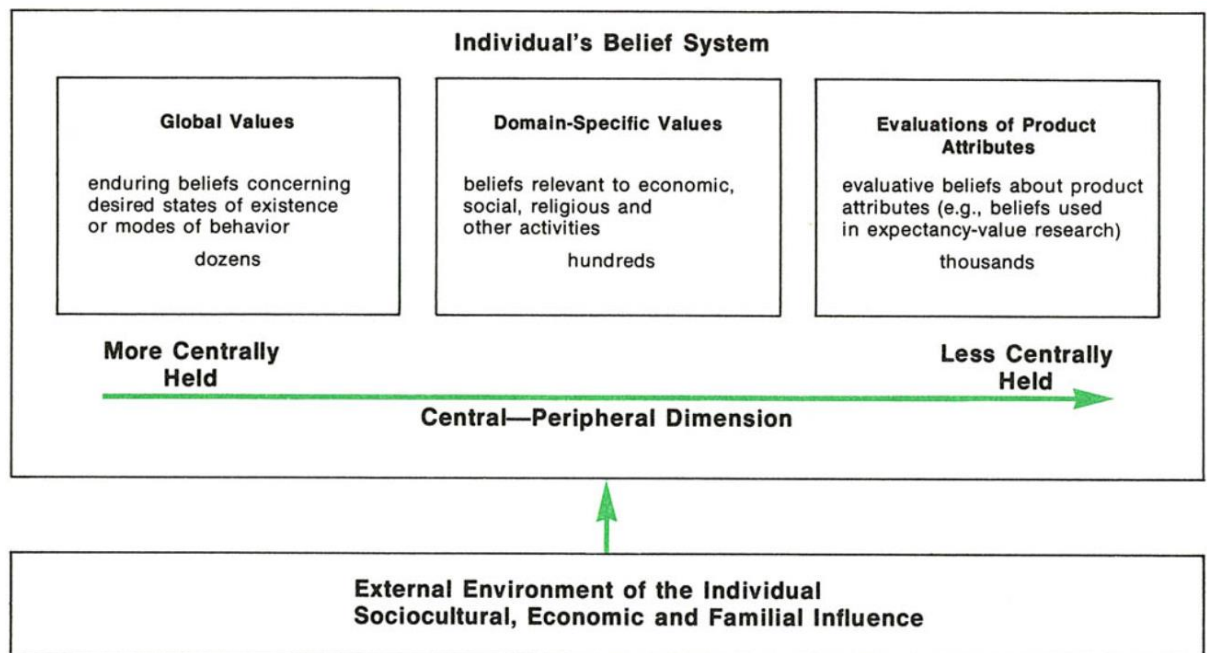 Individual's Belief System
Global Values
enduring beliefs concerning
desired states of existence
or modes of behavior
dozens
Domain-Specific Values
beliefs relevant to economic,
social, religious and
other activities
hundreds
Evaluations of Product
Attributes
evaluative beliefs about product
attributes (e.g., beliefs used
in expectancy-value research)
thousands
More Centrally
Held
Less Centrally
Held
Central—Peripheral Dimension
External Environment of the Individual
Sociocultural, Economic and Familial Influence